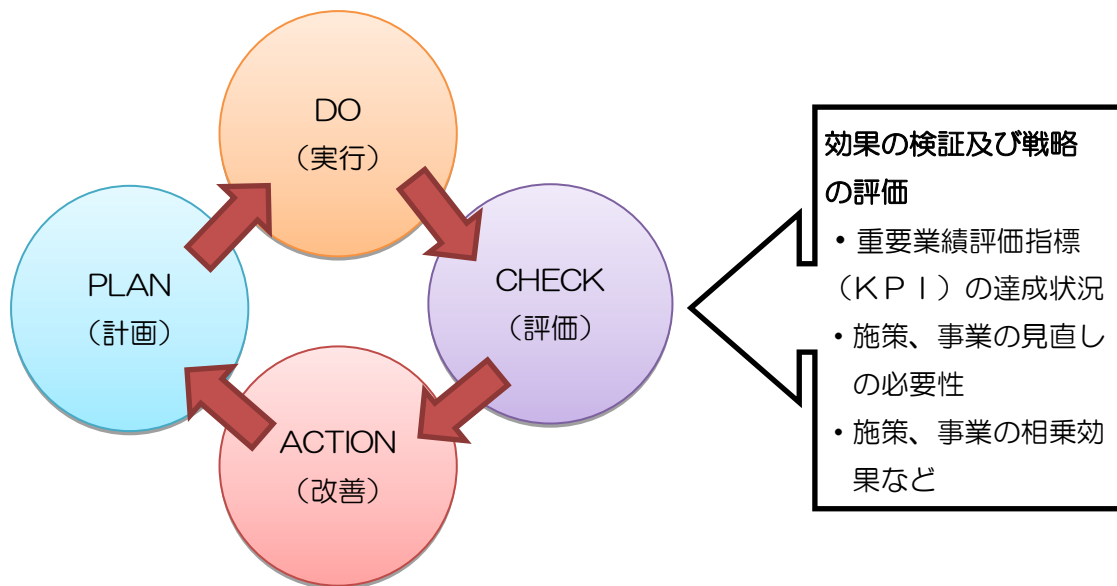 DO
（実行）
PLAN
（計画）
CHECK
（評価）
ACTION
（改善）
効果の検証及び戦略
の評価
・重要業績評価指標
（ＫＰＩ）の達成状況
・施策、事業の見直し
の必要性
・施策、事業の相乗効
果など